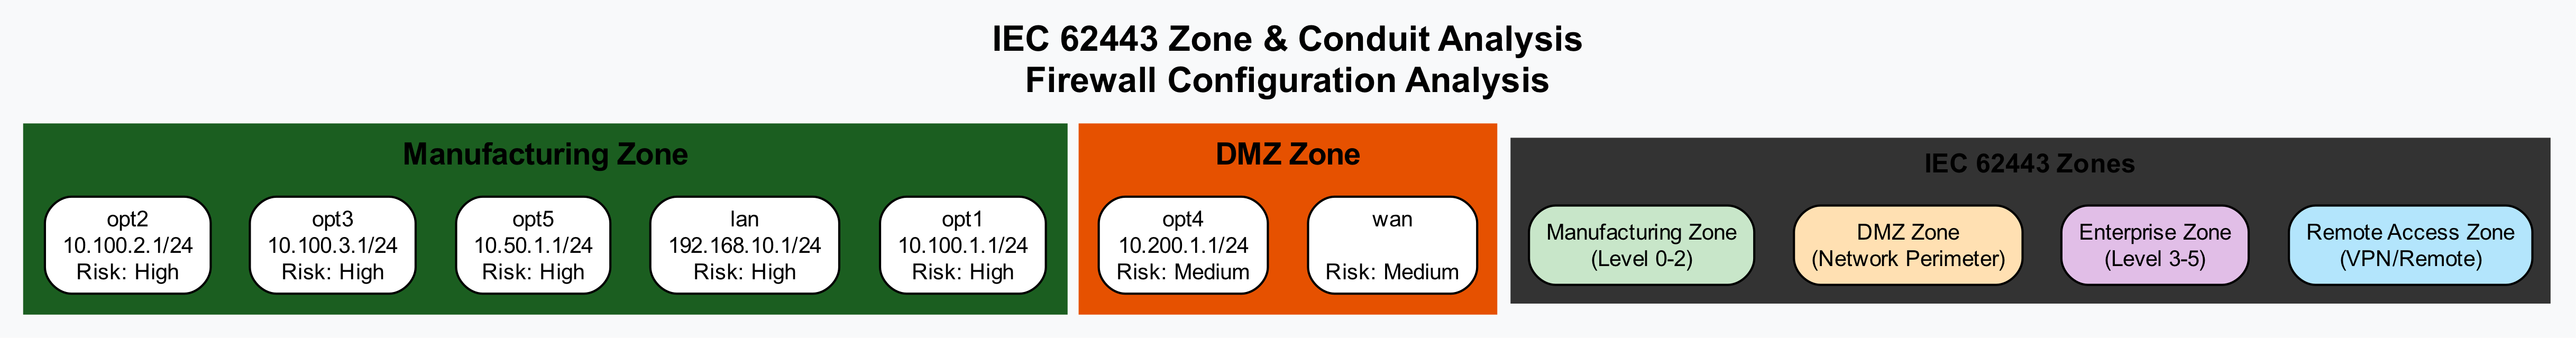 IEC 62443 Zone & Conduit Analysis
Firewall Configuration Analysis
Manufacturing Zone
opt2
10.100.2.1/24
Risk: High
opt3
10.100.3.1/24
Risk: High
opt5
10.50.1.1/24
Risk: High
lan
192.168.10.1/24
Risk: High
opt1
10.100.1.1/24
Risk: High
DMZ Zone
opt4
10.200.1.1/24
Risk: Medium
wan
Risk: Medium
IEC 62443 Zones
Manufacturing Zone
(Level 0-2)
DMZ Zone
(Network Perimeter)
Enterprise Zone
(Level 3-5)
Remote Access Zone
(VPN/Remote)